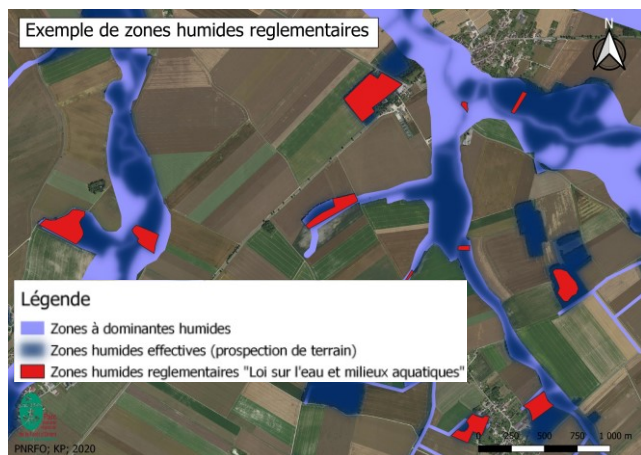 Exemple de zones humides reglementaires
N
Légende
Zones à dominantes humides
Zones humides effectives (prospection de terrain)
Zones humides reglementaires "Loi sur l'eau et milieux aquatiques"
PNRFO; KP; 2020
0 250 500 750 1 000 m